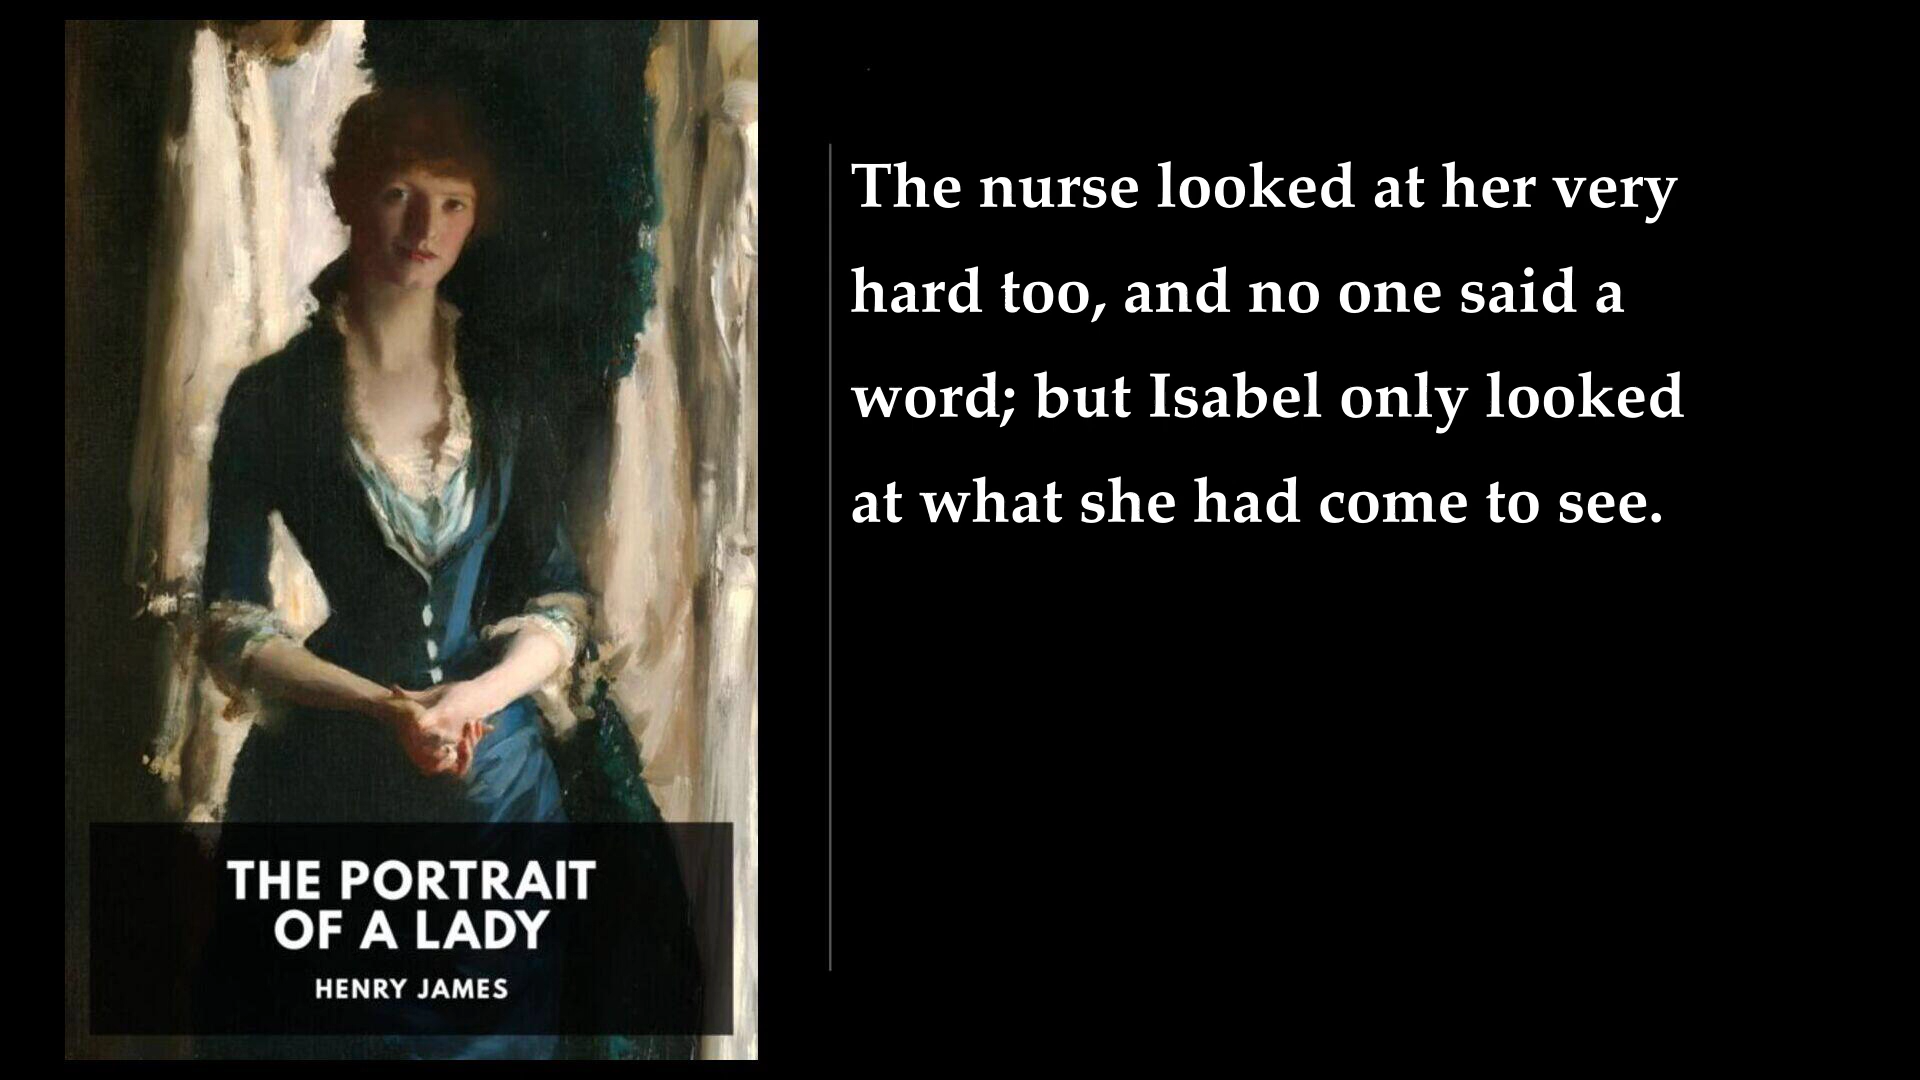 THE PORTRAIT
OF A LADY
HENRY JAMES
The nurse looked at her very
hard too, and no one said a
word; but Isabel only looked
at what she had come to see.